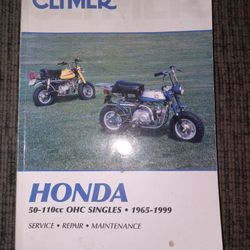 CLYMER
HONDA
50-110cc OHC SINGLES • 1965-1999
SERVICE • REPAIR • MAINTENANCE